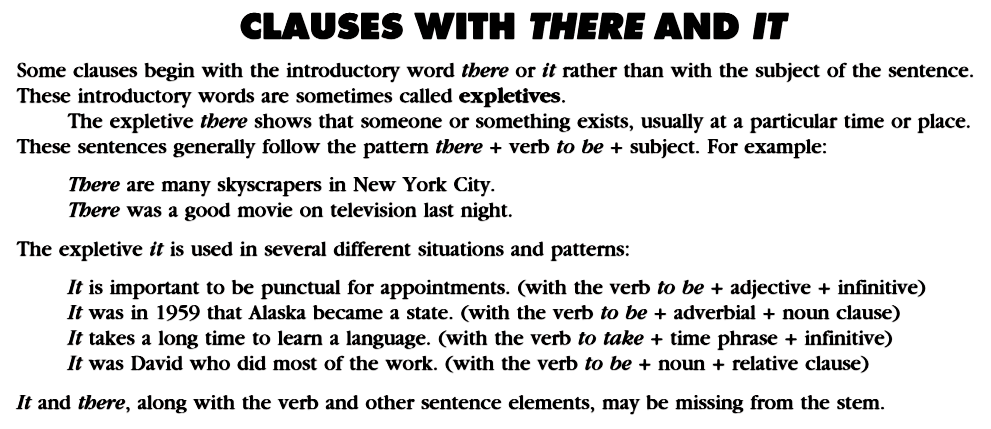 CLAUSES WITH THERE AND IT
Some clauses begin with the introductory word there or it rather than with the subject of the sentence.
These introductory words are sometimes called expletives.
The expletive there shows that someone or something exists, usually at a particular time or place.
These sentences generally follow the pattern there + verb to be + subject. For example:
There are many skyscrapers in New York City.
There was a good movie on television last night.
The expletive it is used in several different situations and patterns:
It is important to be punctual for appointments. (with the verb to be + adjective + infinitive)
It was in 1959 that Alaska became a state. (with the verb to be + adverbial + noun clause)
It takes a long time to learn a language. (with the verb to take + time phrase + infinitive)
It was David who did most of the work. (with the verb to be + noun + relative clause)
It and there, along with the verb and other sentence elements, may be missing from the stem.